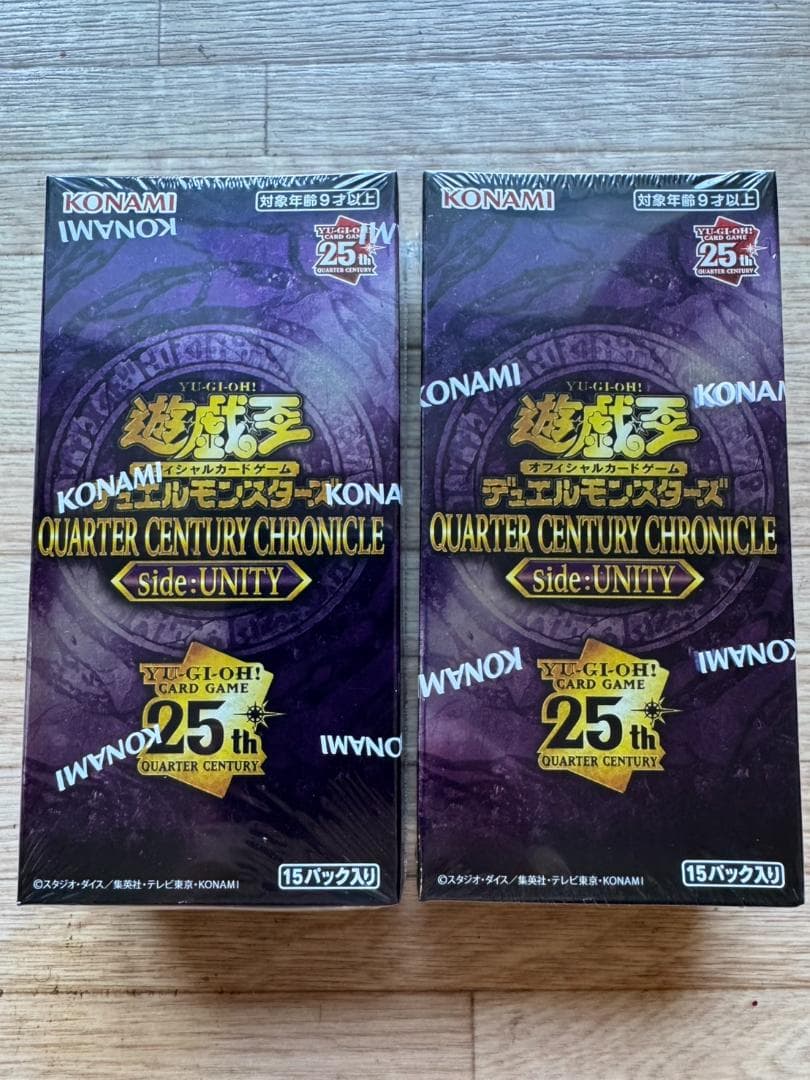 KONAMI
対象年齢9才以上
KONAMI
YU-GI-OH!
CARD GAME
25th
QUARTER CENTURY
YU-GI-OH!
遊☆戯☆王
ィシャルカードゲーム
KONAMI
KONA
デュエルモンスターズ
QUARTER CENTURY CHRONICLE
side:UNITY
YU-GI-OH!
CARD GAME
25th
QUARTER CENTURY
KONAMI
KONAMI
15パック入り
©スタジオ・ダイス/集英社・テレビ東京・KONAMI
KONAMI
対象年齢9才以上
YU-GI-OH!
CARD GAME
25th
QUARTER CENTURY
KONAMI
KONAM
YU-GI-OH!
遊☆戯☆王
オフィシャルカードゲーム
デュエルモンスターズ
QUARTER CENTURY CHRONICLE
side:UNITY
KONAMI
KONAMI
YU-GI-OH!
CARD GAME
25th
QUARTER CENTURY
15パック入り
©スタジオ・ダイス/集英社・テレビ東京・KONAMI